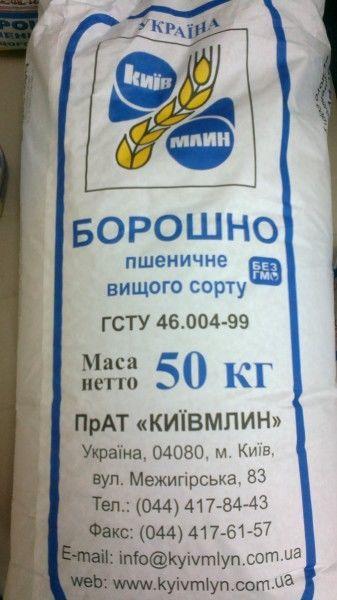 УКРАЇНА
Київ
МЛИН
БОРОШНО
пшеничне
вищого сорту
БЕЗ
ГМО
ГСТУ 46.004-99
Маса
нетто 50 кг
ПрАТ «КИЇВМЛИН»
Україна, 04080, м. Київ,
вул. Межигірська, 83
Тел.: (044) 417-84-43
Факс: (044) 417-61-57
E-mail: info@kyivmlyn.com.ua
web: www.kyivmlyn.com.ua